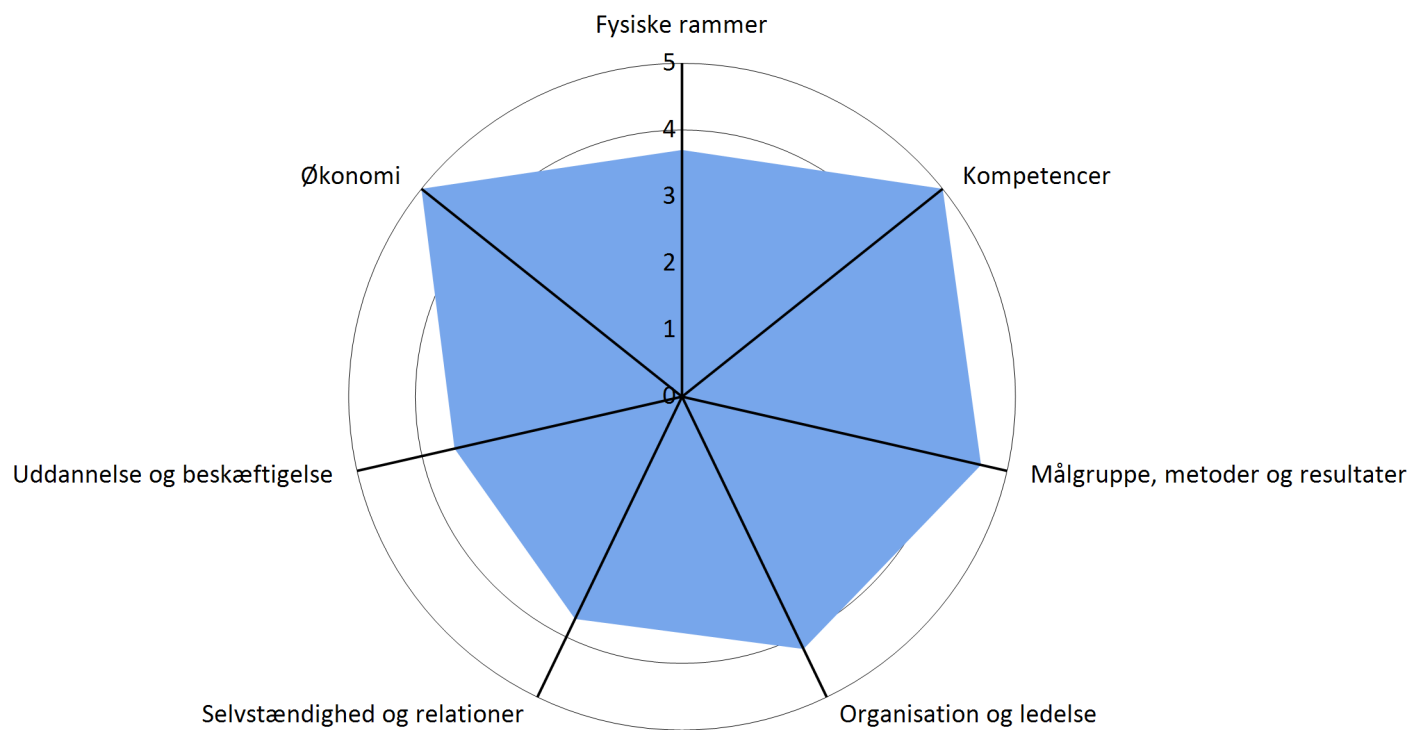 Fysiske rammer
5
4
Økonomi
Kompetencer
3
2
1
0
Uddannelse og beskæftigelse
Målgruppe, metoder og resultater
Selvstændighed og relationer
Organisation og ledelse